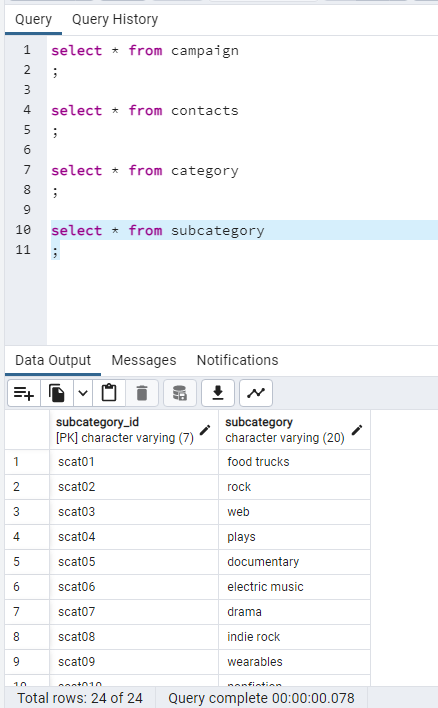 Query Query History
1 select * from campaign
2 ;
3
4 select * from contacts
5 ;
6
7 select * from category
8 ;
9
10 select * from subcategory
11 ;
Data Output Messages Notifications
subcategory_id subcategory
[PK] character varying (7) character varying (20)
1 scat01 food trucks
2 scat02 rock
3 scat03 web
4 scat04 plays
5 scat05 documentary
6 scat06 electric music
7 scat07 drama
8 scat08 indie rock
9 scat09 wearables
10 scat010 nonfiction
Total rows: 24 of 24 Query complete 00:00:00.078